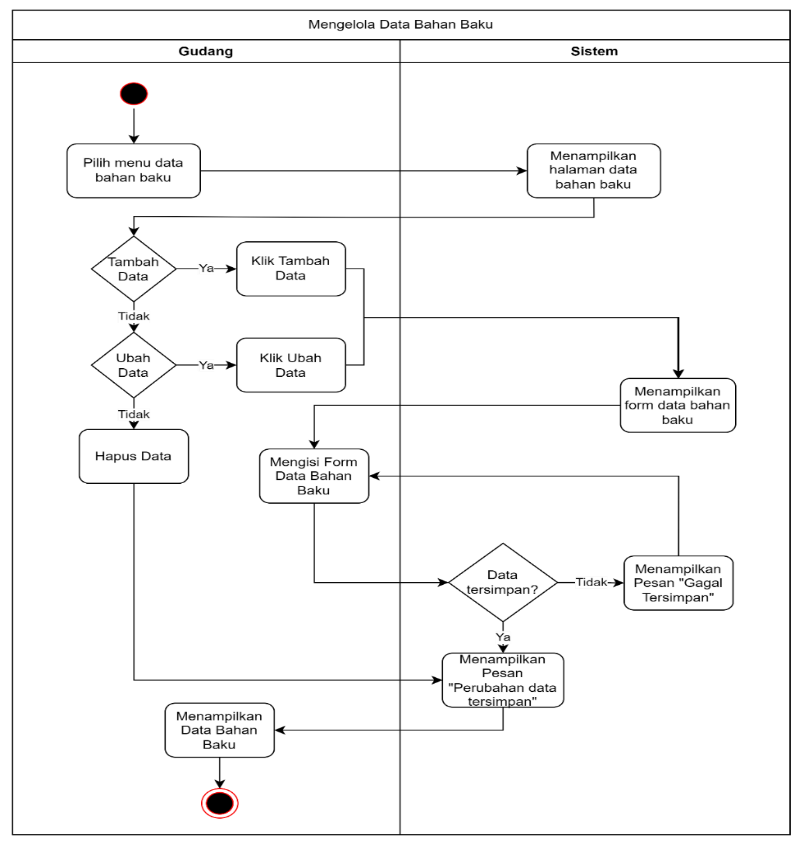 Mengelola Data Bahan Baku
Gudang
Sistem
Pilih menu data
bahan baku
Menampilkan
halaman data
bahan baku
Tambah
Data
Ya
Klik Tambah
Data
Tidak
Ubah
Data
Ya
Klik Ubah
Data
Tidak
Menampilkan
form data bahan
baku
Hapus Data
Mengisi Form
Data Bahan
Baku
Data
tersimpan?
Tidak
Menampilkan
Pesan "Gagal
Tersimpan"
Ya
Menampilkan
Pesan
"Perubahan data
tersimpan"
Menampilkan
Data Bahan
Baku